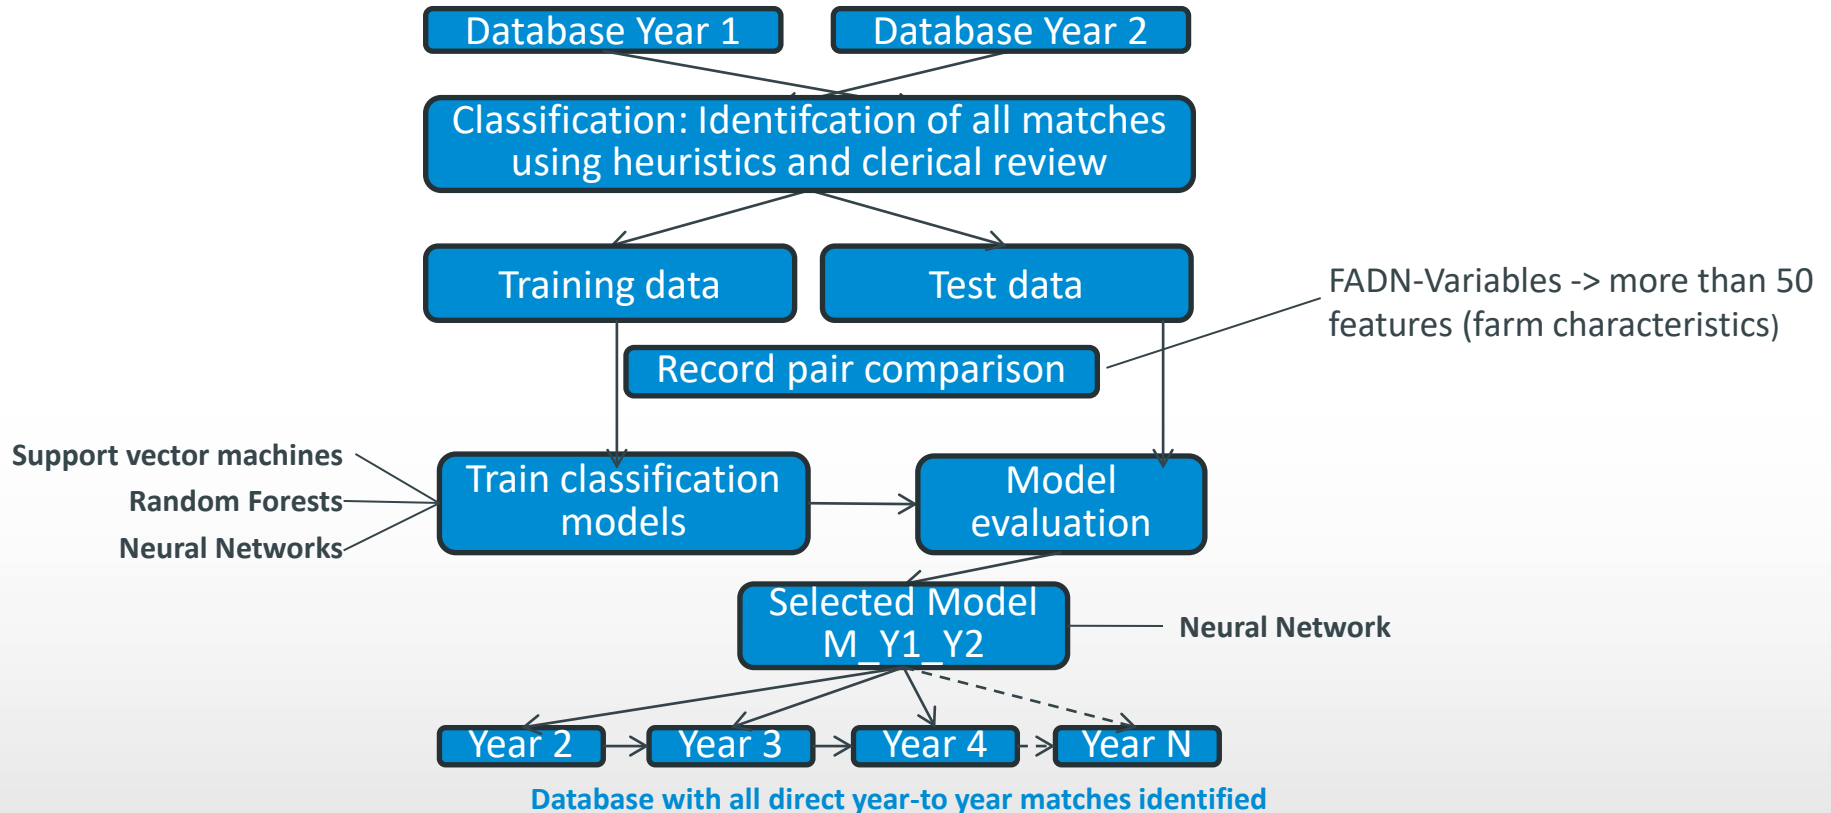 Database Year 1
Database Year 2
Classification: Identifcation of all matches
using heuristics and clerical review
Training data
Test data
FADN-Variables -> more than 50
features (farm characteristics)
Record pair comparison
Support vector machines
Random Forests
Neural Networks
Train classification
models
Model
evaluation
Selected Model
M_Y1_Y2
Neural Network
Year 2
Year 3
Year 4
Year N
Database with all direct year-to year matches identified